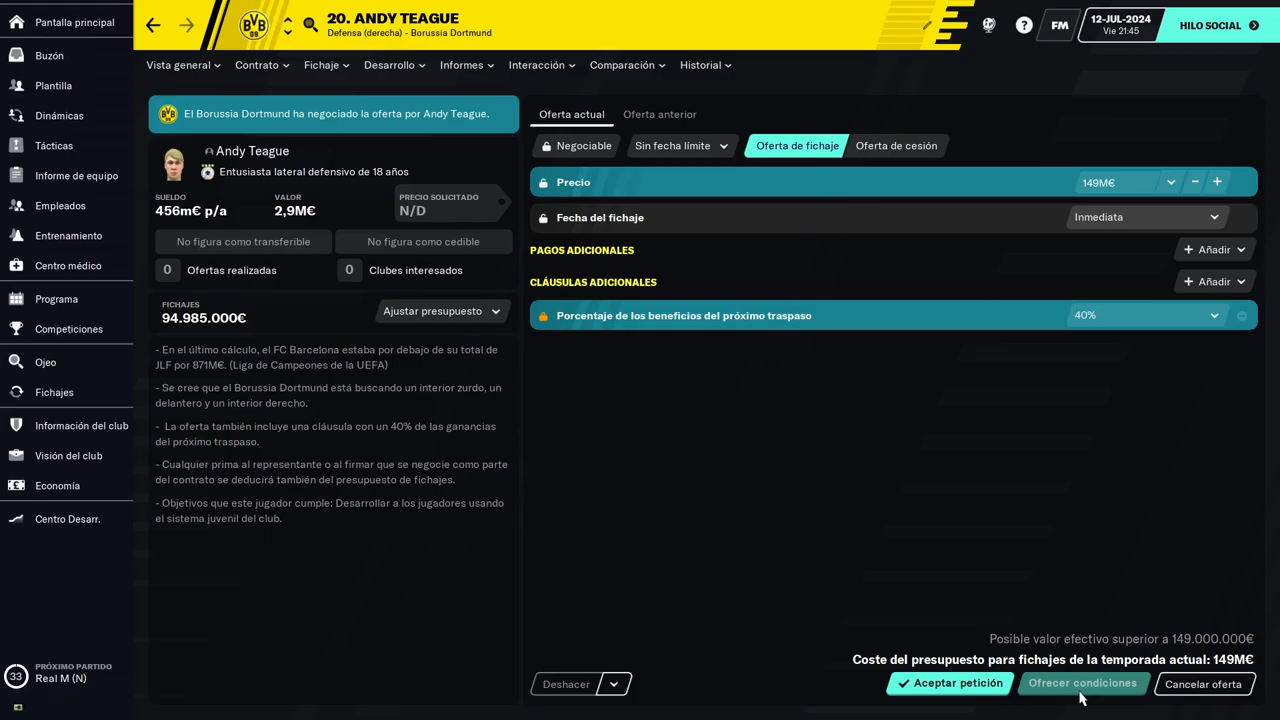 Pantalla principal
Buzón
Plantilla
Dinámicas
Tácticas
Informe de equipo
Empleados
Entrenamiento
Centro médico
Programa
Competiciones
Ojeo
Fichajes
Información del club
Visión del club
Economía
Centro Desarr.
33
PRÓXIMO PARTIDO
Real M (N)
BVB
09
20. ANDY TEAGUE
Defensa (derecha) - Borussia Dortmund
?
FM
12-JUL-2024
Vie 21:45
HILO SOCIAL
Vista general
Contrato
Fichaje
Desarrollo
Informes
Interacción
Comparación
Historial
El Borussia Dortmund ha negociado la oferta por Andy Teague.
Andy Teague
Entusiasta lateral defensivo de 18 años
SUELDO
456m€ p/a
VALOR
2,9M€
PRECIO SOLICITADO
N/D
No figura como transferible
No figura como cedible
0 Ofertas realizadas
0 Clubes interesados
FICHAJES
94.985.000€
Ajustar presupuesto
- En el último cálculo, el FC Barcelona estaba por debajo de su total de
JLF por 871M€. (Liga de Campeones de la UEFA)
- Se cree que el Borussia Dortmund está buscando un interior zurdo, un
delantero y un interior derecho.
- La oferta también incluye una cláusula con un 40% de las ganancias
del próximo traspaso.
- Cualquier prima al representante o al firmar que se negocie como parte
del contrato se deducirá también del presupuesto de fichajes.
- Objetivos que este jugador cumple: Desarrollar a los jugadores usando
el sistema juvenil del club.
Oferta actual
Oferta anterior
Negociable
Sin fecha límite
Oferta de fichaje
Oferta de cesión
Precio
149M€
Fecha del fichaje
Inmediata
PAGOS ADICIONALES
Añadir
CLÁUSULAS ADICIONALES
Añadir
Porcentaje de los beneficios del próximo traspaso
40%
Posible valor efectivo superior a 149.000.000€
Coste del presupuesto para fichajes de la temporada actual: 149M€
Deshacer
Aceptar petición
Ofrecer condiciones
Cancelar oferta